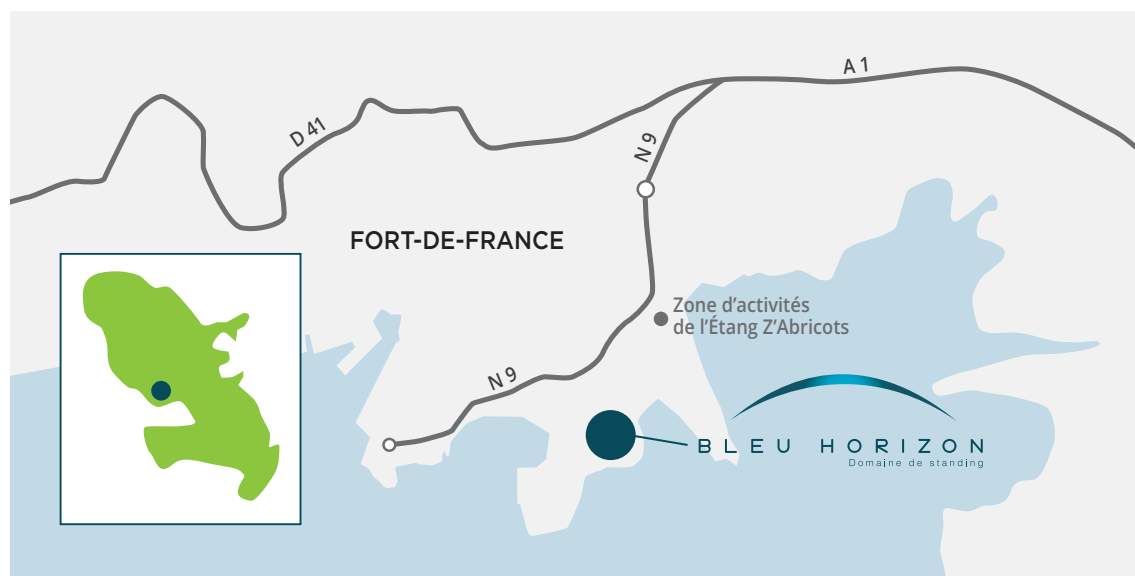 A 1
D 41
N 9
FORT-DE-FRANCE
Zone d'activités
de l'Étang Z'Abricots
N 9
BLEU HORIZON
Domaine de standing